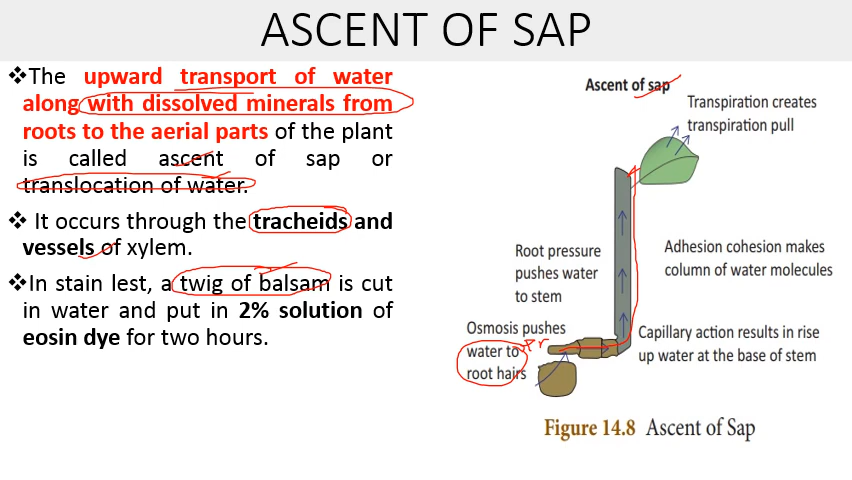 ASCENT OF SAP
❖The upward transport of water
along with dissolved minerals from
roots to the aerial parts of the plant
is called ascent of sap or
translocation of water.
❖ It occurs through the tracheids and
vessels of xylem.
❖ In stain lest, a twig of balsam is cut
in water and put in 2% solution of
eosin dye for two hours.
Ascent of sap
Transpiration creates
transpiration pull
Root pressure
pushes water
to stem
Adhesion cohesion makes
column of water molecules
Osmosis pushes
water to
root hairs
Capillary action results in rise
up water at the base of stem
Figure 14.8 Ascent of Sap